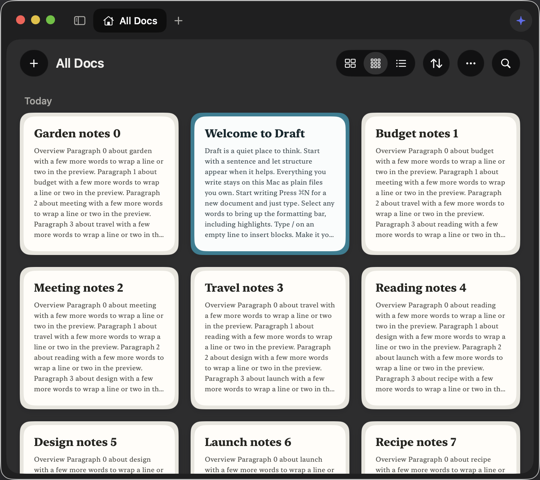 All Docs
All Docs
Today
Garden notes 0
Overview Paragraph 0 about garden
with a few more words to wrap a line or
two in the preview. Paragraph 1 about
budget with a few more words to wrap
a line or two in the preview. Paragraph
2 about meeting with a few more words
to wrap a line or two in the preview.
Paragraph 3 about travel with a few
more words to wrap a line or two in th...
Welcome to Draft
Draft is a quiet place to think. Start
with a sentence and let structure
appear when it helps. Everything you
write stays on this Mac as plain files
you own. Start writing Press ⌘N for a
new document and just type. Select any
words to bring up the formatting bar,
including highlights. Type / on an
empty line to insert blocks. Make it yo...
Budget notes 1
Overview Paragraph 0 about budget
with a few more words to wrap a line or
two in the preview. Paragraph 1 about
meeting with a few more words to wrap
a line or two in the preview. Paragraph
2 about travel with a few more words
to wrap a line or two in the preview.
Paragraph 3 about reading with a few
more words to wrap a line or two in th...
Meeting notes 2
Overview Paragraph 0 about meeting
with a few more words to wrap a line or
two in the preview. Paragraph 1 about
travel with a few more words to wrap a
line or two in the preview. Paragraph 2
about reading with a few more words to
wrap a line or two in the preview.
Paragraph 3 about design with a few
more words to wrap a line or two in th...
Travel notes 3
Overview Paragraph 0 about travel with
a few more words to wrap a line or two
in the preview. Paragraph 1 about
reading with a few more words to wrap
a line or two in the preview. Paragraph
2 about design with a few more words
to wrap a line or two in the preview.
Paragraph 3 about launch with a few
more words to wrap a line or two in th...
Reading notes 4
Overview Paragraph 0 about reading
with a few more words to wrap a line or
two in the preview. Paragraph 1 about
design with a few more words to wrap a
line or two in the preview. Paragraph 2
about launch with a few more words to
wrap a line or two in the preview.
Paragraph 3 about recipe with a few
more words to wrap a line or two in th...
Design notes 5
Overview Paragraph 0 about design
with a few more words to wrap a line or
Launch notes 6
Overview Paragraph 0 about launch
with a few more words to wrap a line or
Recipe notes 7
Overview Paragraph 0 about recipe
with a few more words to wrap a line or